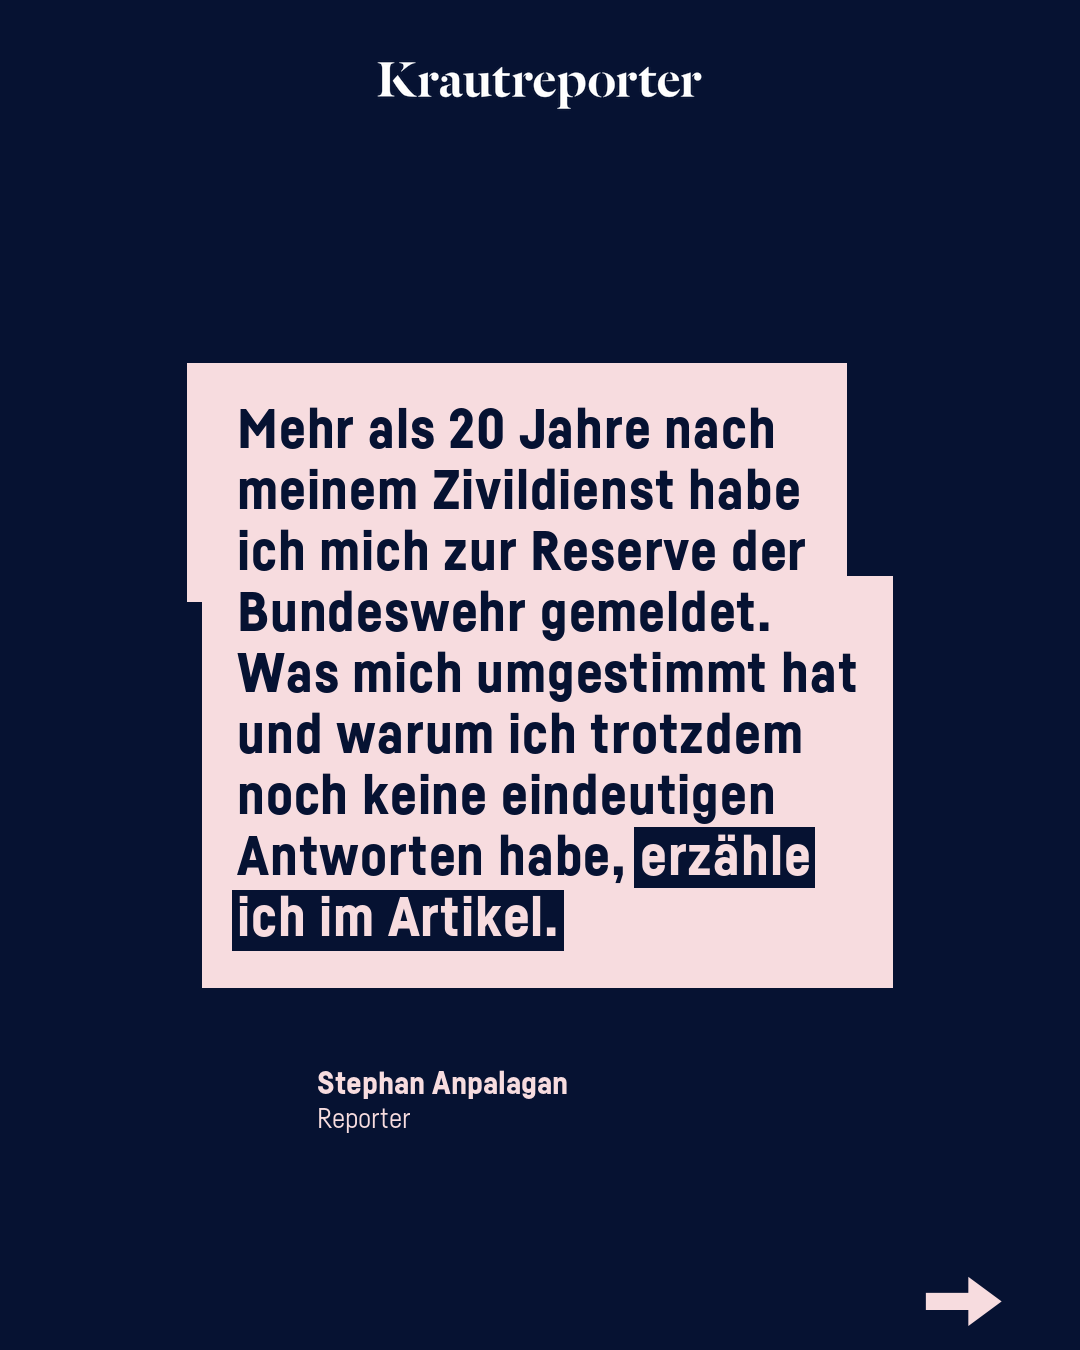 Krautreporter
Mehr als 20 Jahre nach
meinem Zivildienst habe
ich mich zur Reserve der
Bundeswehr gemeldet.
Was mich umgestimmt hat
und warum ich trotzdem
noch keine eindeutigen
Antworten habe, erzähle
ich im Artikel.
Stephan Anpalagan
Reporter